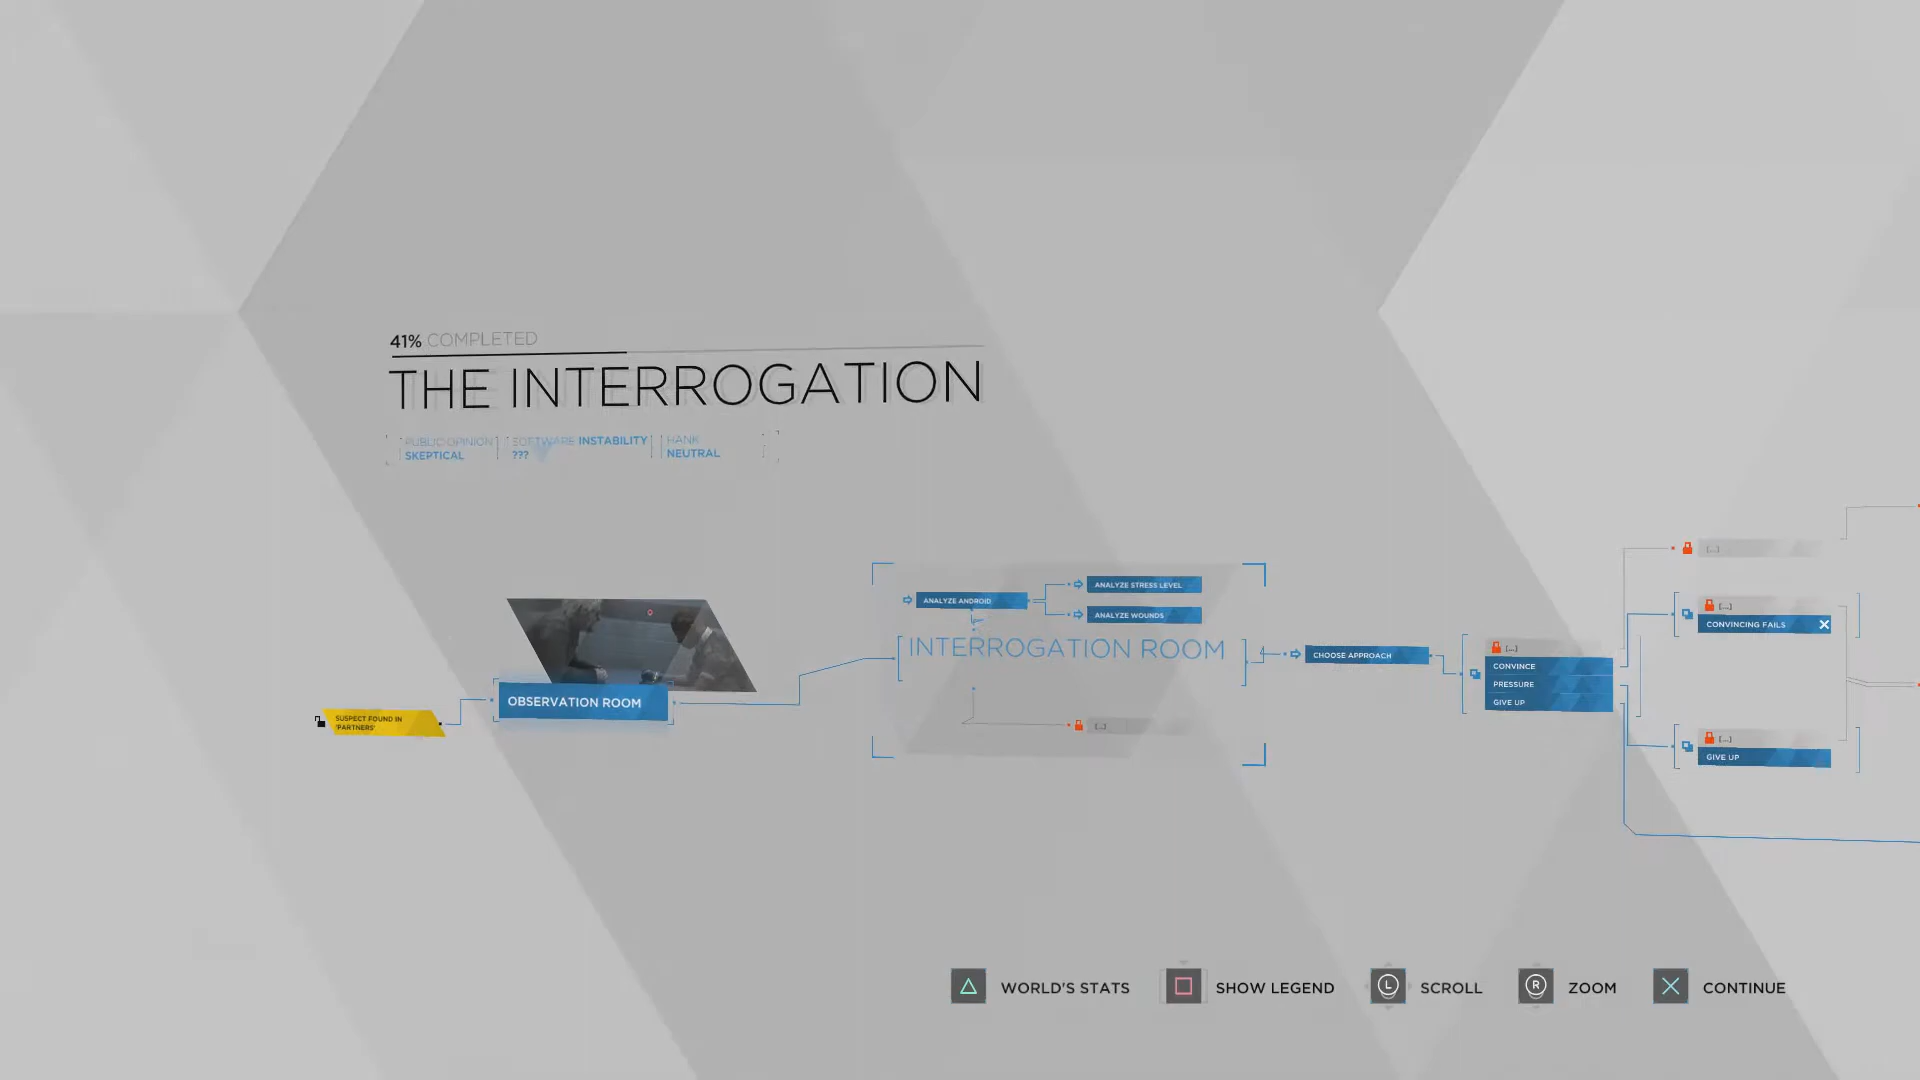 41% COMPLETED
THE INTERROGATION
PUBLIC OPINION
SKEPTICAL
SOFTWARE INSTABILITY
???
HANK
NEUTRAL
SUSPECT FOUND IN
'PARTNERS'
OBSERVATION ROOM
ANALYZE ANDROID
ANALYZE STRESS LEVEL
ANALYZE WOUNDS
INTERROGATION ROOM
[...]
CHOOSE APPROACH
[...]
CONVINCE
PRESSURE
GIVE UP
[...]
[...]
CONVINCING FAILS
[...]
GIVE UP
WORLD'S STATS
SHOW LEGEND
L
SCROLL
R
ZOOM
CONTINUE